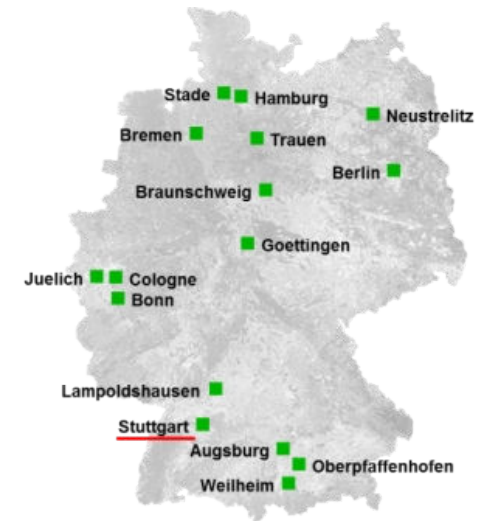 Stade
Hamburg
Neustrelitz
Bremen
Trauen
Berlin
Braunschweig
Goettingen
Juelich
Cologne
Bonn
Lampoldshausen
Stuttgart
Augsburg
Oberpfaffenhofen
Weilheim